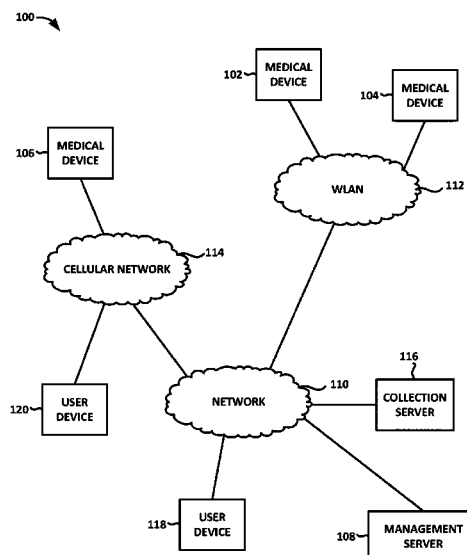 100
102
MEDICAL
DEVICE
104
MEDICAL
DEVICE
106
MEDICAL
DEVICE
WLAN
112
114
CELLULAR NETWORK
110
116
120
USER
DEVICE
NETWORK
COLLECTION
SERVER
118
USER
DEVICE
108
MANAGEMENT
SERVER